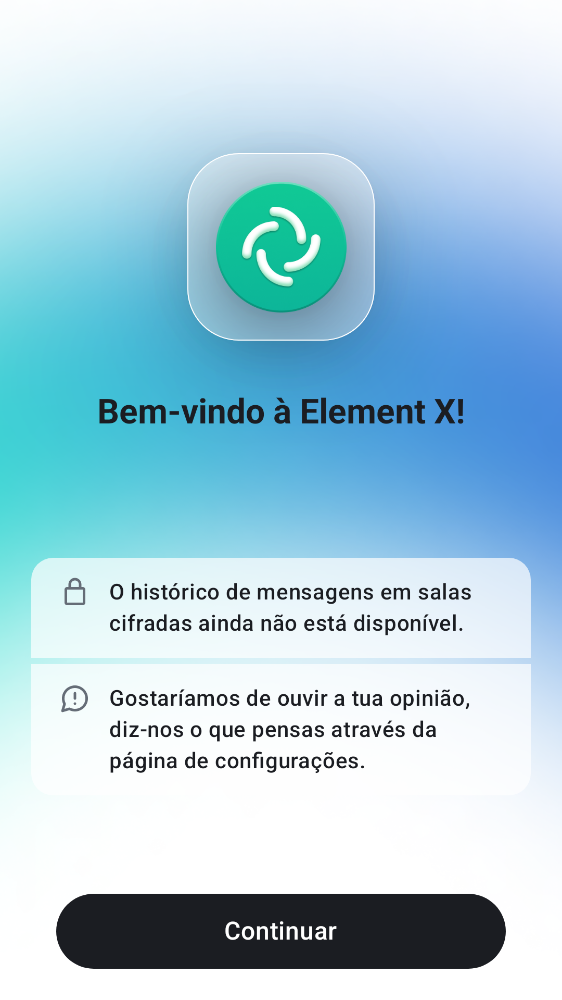 Bem-vindo à Element X!
O histórico de mensagens em salas
cifradas ainda não está disponível.
Gostaríamos de ouvir a tua opinião,
diz-nos o que pensas através da
página de configurações.
Continuar